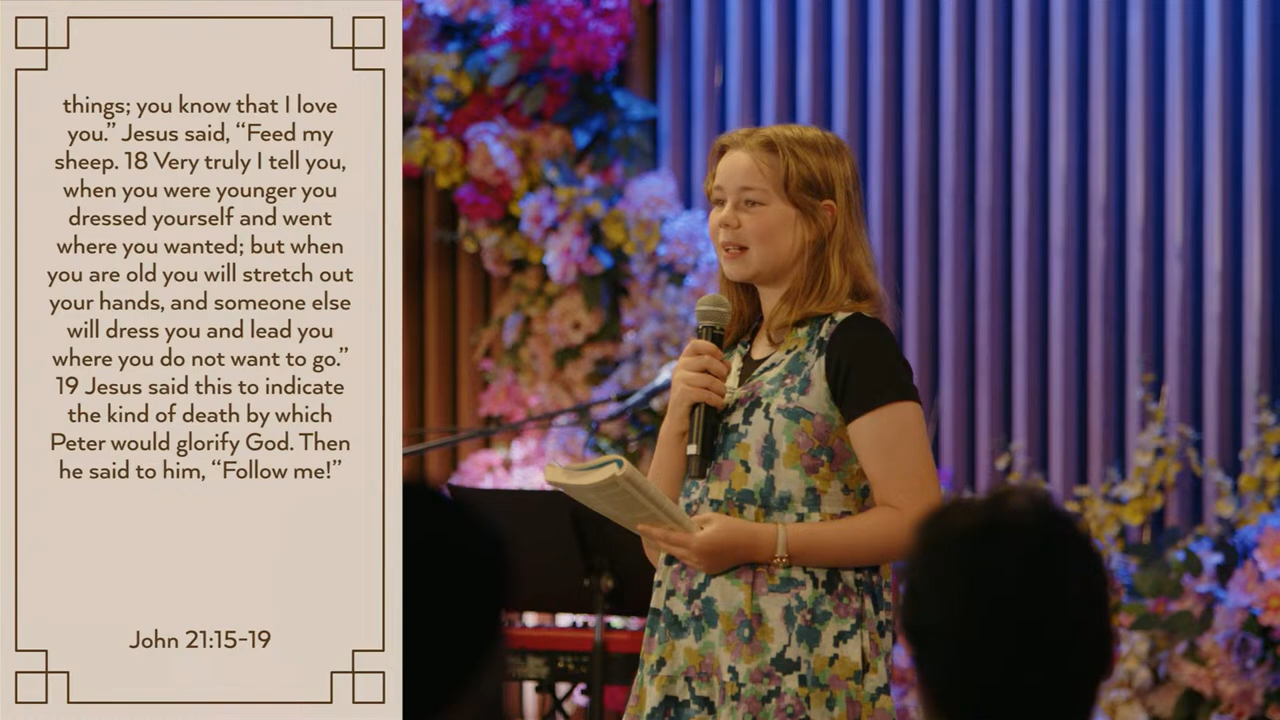 things; you know that I love
you.” Jesus said, “Feed my
sheep. 18 Very truly I tell you,
when you were younger you
dressed yourself and went
where you wanted; but when
you are old you will stretch out
your hands, and someone else
will dress you and lead you
where you do not want to go.”
19 Jesus said this to indicate
the kind of death by which
Peter would glorify God. Then
he said to him, “Follow me!”
John 21:15-19